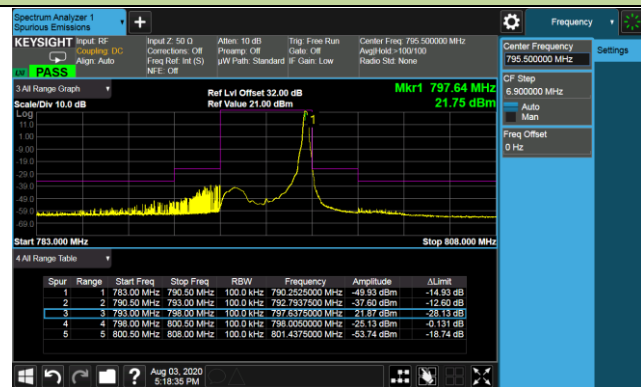 Spectrum Analyzer 1
Spurious Emissions
Frequency
KEYSIGHT Input: RF
Coupling: DC
Align: Auto
Input Z: 50 Ω
Corrections: Off
Freq Ref: Int (S)
NFE: Off
Atten: 10 dB
Preamp: Off
µW Path: Standard
Trig: Free Run
Gate: Off
IF Gain: Low
Center Freq: 795.500000 MHz
Avg|Hold:>100/100
Radio Std: None
PASS
Center Frequency
795.500000 MHz
Settings
CF Step
6.900000 MHz
Auto
Man
Freq Offset
0 Hz
3 All Range Graph
Scale/Div 10.0 dB
Ref Lvl Offset 32.00 dB
Ref Value 21.00 dBm
Mkr1 797.64 MHz
21.75 dBm
Log
11.0
1.00
-9.00
-19.0
-29.0
-39.0
-49.0
-59.0
-69.0
1
Start 783.000 MHz
Stop 808.000 MHz
4 All Range Table
Spur Range Start Freq Stop Freq RBW Frequency Amplitude ΔLimit
1 1 783.00 MHz 790.50 MHz 100.0 kHz 790.2525000 MHz -49.93 dBm -14.93 dB
2 2 790.50 MHz 793.00 MHz 100.0 kHz 792.7937500 MHz -37.60 dBm -12.60 dB
3 3 793.00 MHz 798.00 MHz 100.0 kHz 797.6375000 MHz 21.87 dBm -28.13 dB
4 4 798.00 MHz 800.50 MHz 100.0 kHz 798.0050000 MHz -25.13 dBm -0.131 dB
5 5 800.50 MHz 808.00 MHz 100.0 kHz 801.4375000 MHz -53.74 dBm -18.74 dB
Aug 03, 2020
5:18:35 PM